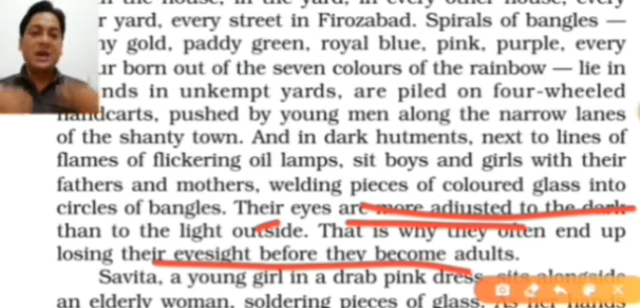 r yard, every street in Firozabad. Spirals of bangles —
ny gold, paddy green, royal blue, pink, purple, every
ur born out of the seven colours of the rainbow — lie in
nds in unkempt yards, are piled on four-wheeled
handcarts, pushed by young men along the narrow lanes
of the shanty town. And in dark hutments, next to lines of
flames of flickering oil lamps, sit boys and girls with their
fathers and mothers, welding pieces of coloured glass into
circles of bangles. Their eyes are more adjusted to the dark
than to the light outside. That is why they often end up
losing their eyesight before they become adults.
Savita, a young girl in a drab pink dress, sits alongside
an elderly woman, soldering pieces of glass. As her hands